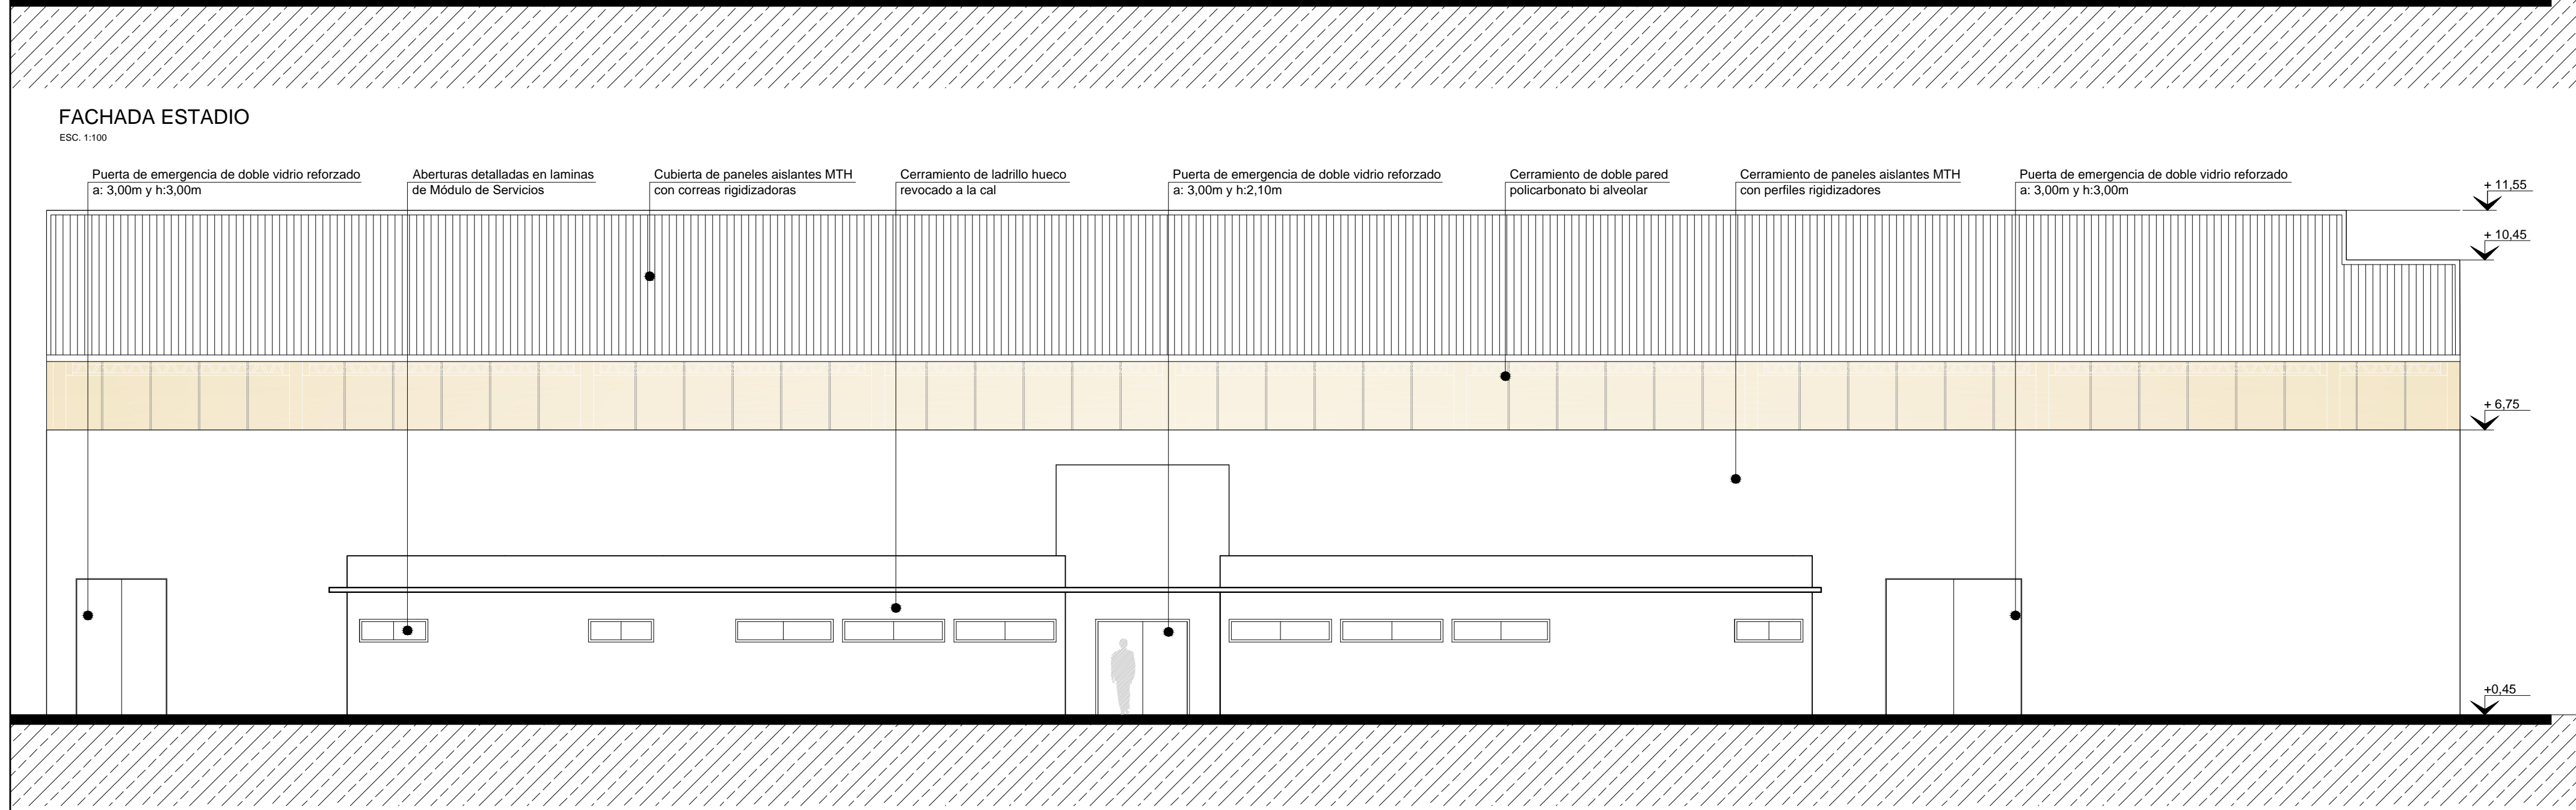 FACHADA ESTADIO
ESC. 1:100
Puerta de emergencia de doble vidrio reforzado
a: 3,00m y h:3,00m
Aberturas detalladas en laminas
de Módulo de Servicios
Cubierta de paneles aislantes MTH
con correas rigidizadoras
Cerramiento de ladrillo hueco
revocado a la cal
Puerta de emergencia de doble vidrio reforzado
a: 3,00m y h:2,10m
Cerramiento de doble pared
policarbonato bi alveolar
Cerramiento de paneles aislantes MTH
con perfiles rigidizadores
Puerta de emergencia de doble vidrio reforzado
a: 3,00m y h:3,00m
+ 11,55
+ 10,45
+ 6,75
+0,45